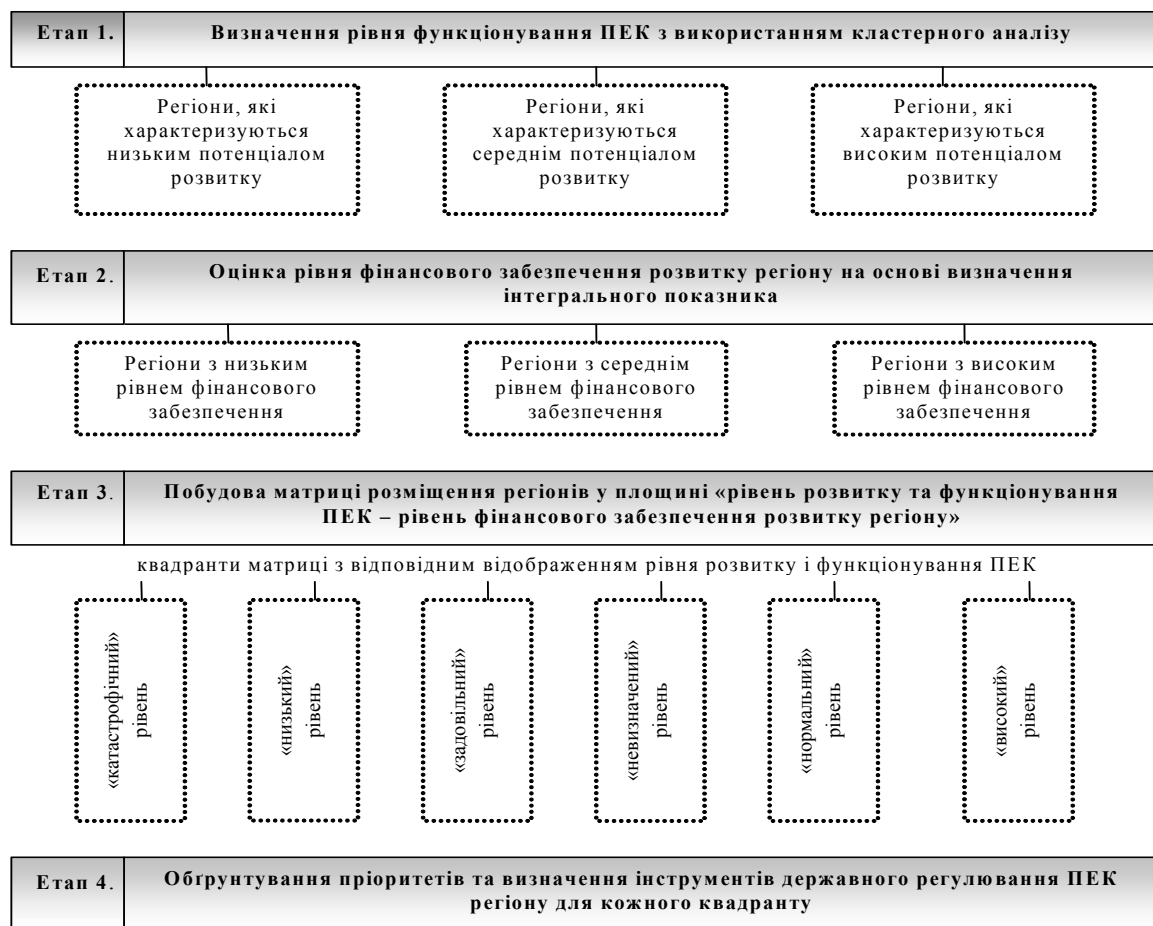 Етап 1.
Визначення рівня функціонування ПЕК з використанням кластерного аналізу
Регіони, які
характеризуються
низьким потенціалом
розвитку
Регіони, які
характеризуються
середнім потенціалом
розвитку
Регіони, які
характеризуються
високим потенціалом
розвитку
Етап 2.
Оцінка рівня фінансового забезпечення розвитку регіону на основі визначення
інтегрального показника
Регіони з низьким
рівнем фінансового
забезпечення
Регіони з середнім
рівнем фінансового
забезпечення
Регіони з високим
рівнем фінансового
забезпечення
Етап 3.
Побудова матриці розміщення регіонів у площині «рівень розвитку та функціонування
ПЕК – рівень фінансового забезпечення розвитку регіону»
квадранти матриці з відповідним відображенням рівня розвитку і функціонування ПЕК
«катастрофічний»
рівень
«низький»
рівень
«задовільний»
рівень
«невизначений»
рівень
«нормальний»
рівень
«високий»
рівень
Етап 4.
Обґрунтування пріоритетів та визначення інструментів державного регулювання ПЕК
регіону для кожного квадранту